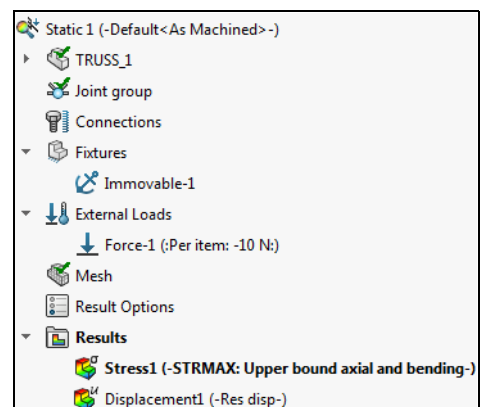 Static 1 (-Default<As Machined>-)
TRUSS_1
Joint group
Connections
Fixtures
Immovable-1
External Loads
Force-1 (:Per item: -10 N:)
Mesh
Result Options
Results
Stress1 (-STRMAX: Upper bound axial and bending-)
Displacement1 (-Res disp-)